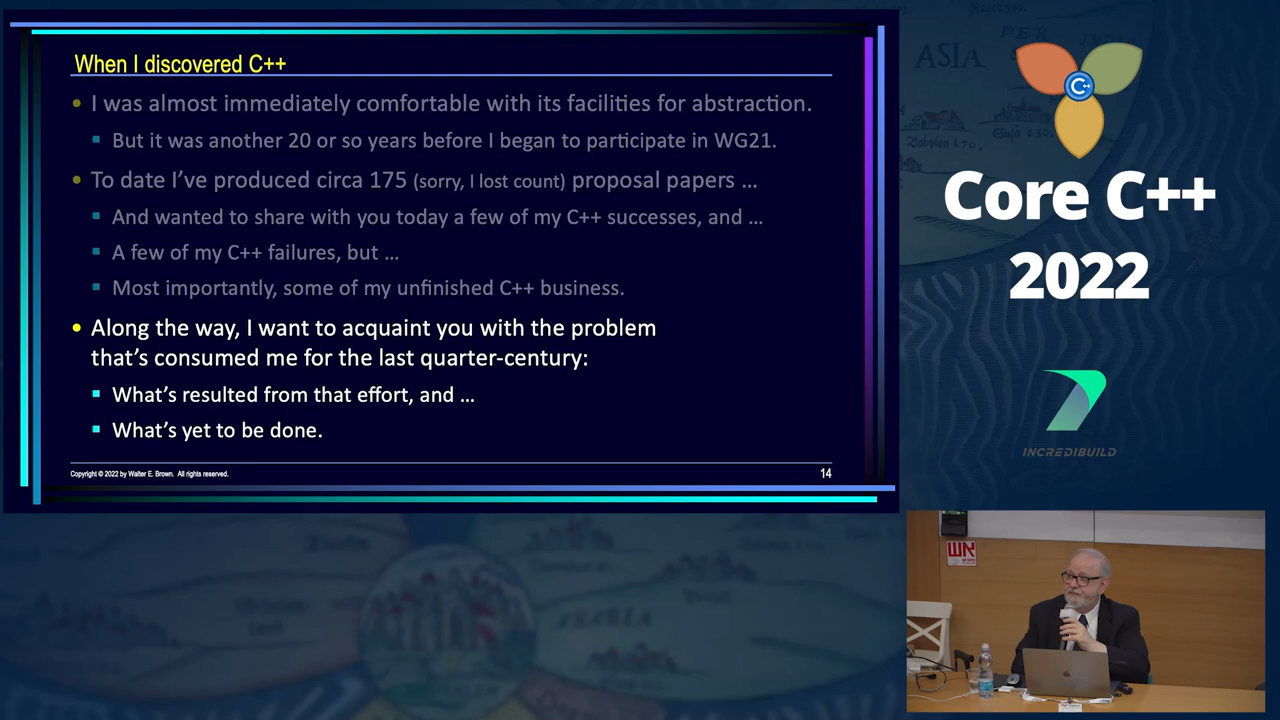 When I discovered C++
• I was almost immediately comfortable with its facilities for abstraction.
▪ But it was another 20 or so years before I began to participate in WG21.
• To date I've produced circa 175 (sorry, I lost count) proposal papers …
▪ And wanted to share with you today a few of my C++ successes, and …
▪ A few of my C++ failures, but …
▪ Most importantly, some of my unfinished C++ business.
• Along the way, I want to acquaint you with the problem
that's consumed me for the last quarter-century:
▪ What's resulted from that effort, and …
▪ What's yet to be done.
Copyright © 2022 by Walter E. Brown. All rights reserved.
14
ASIA
PER
INDIA
Babylon
C++
Core C++
2022
INCREDIBUILD
אש
ARABIA